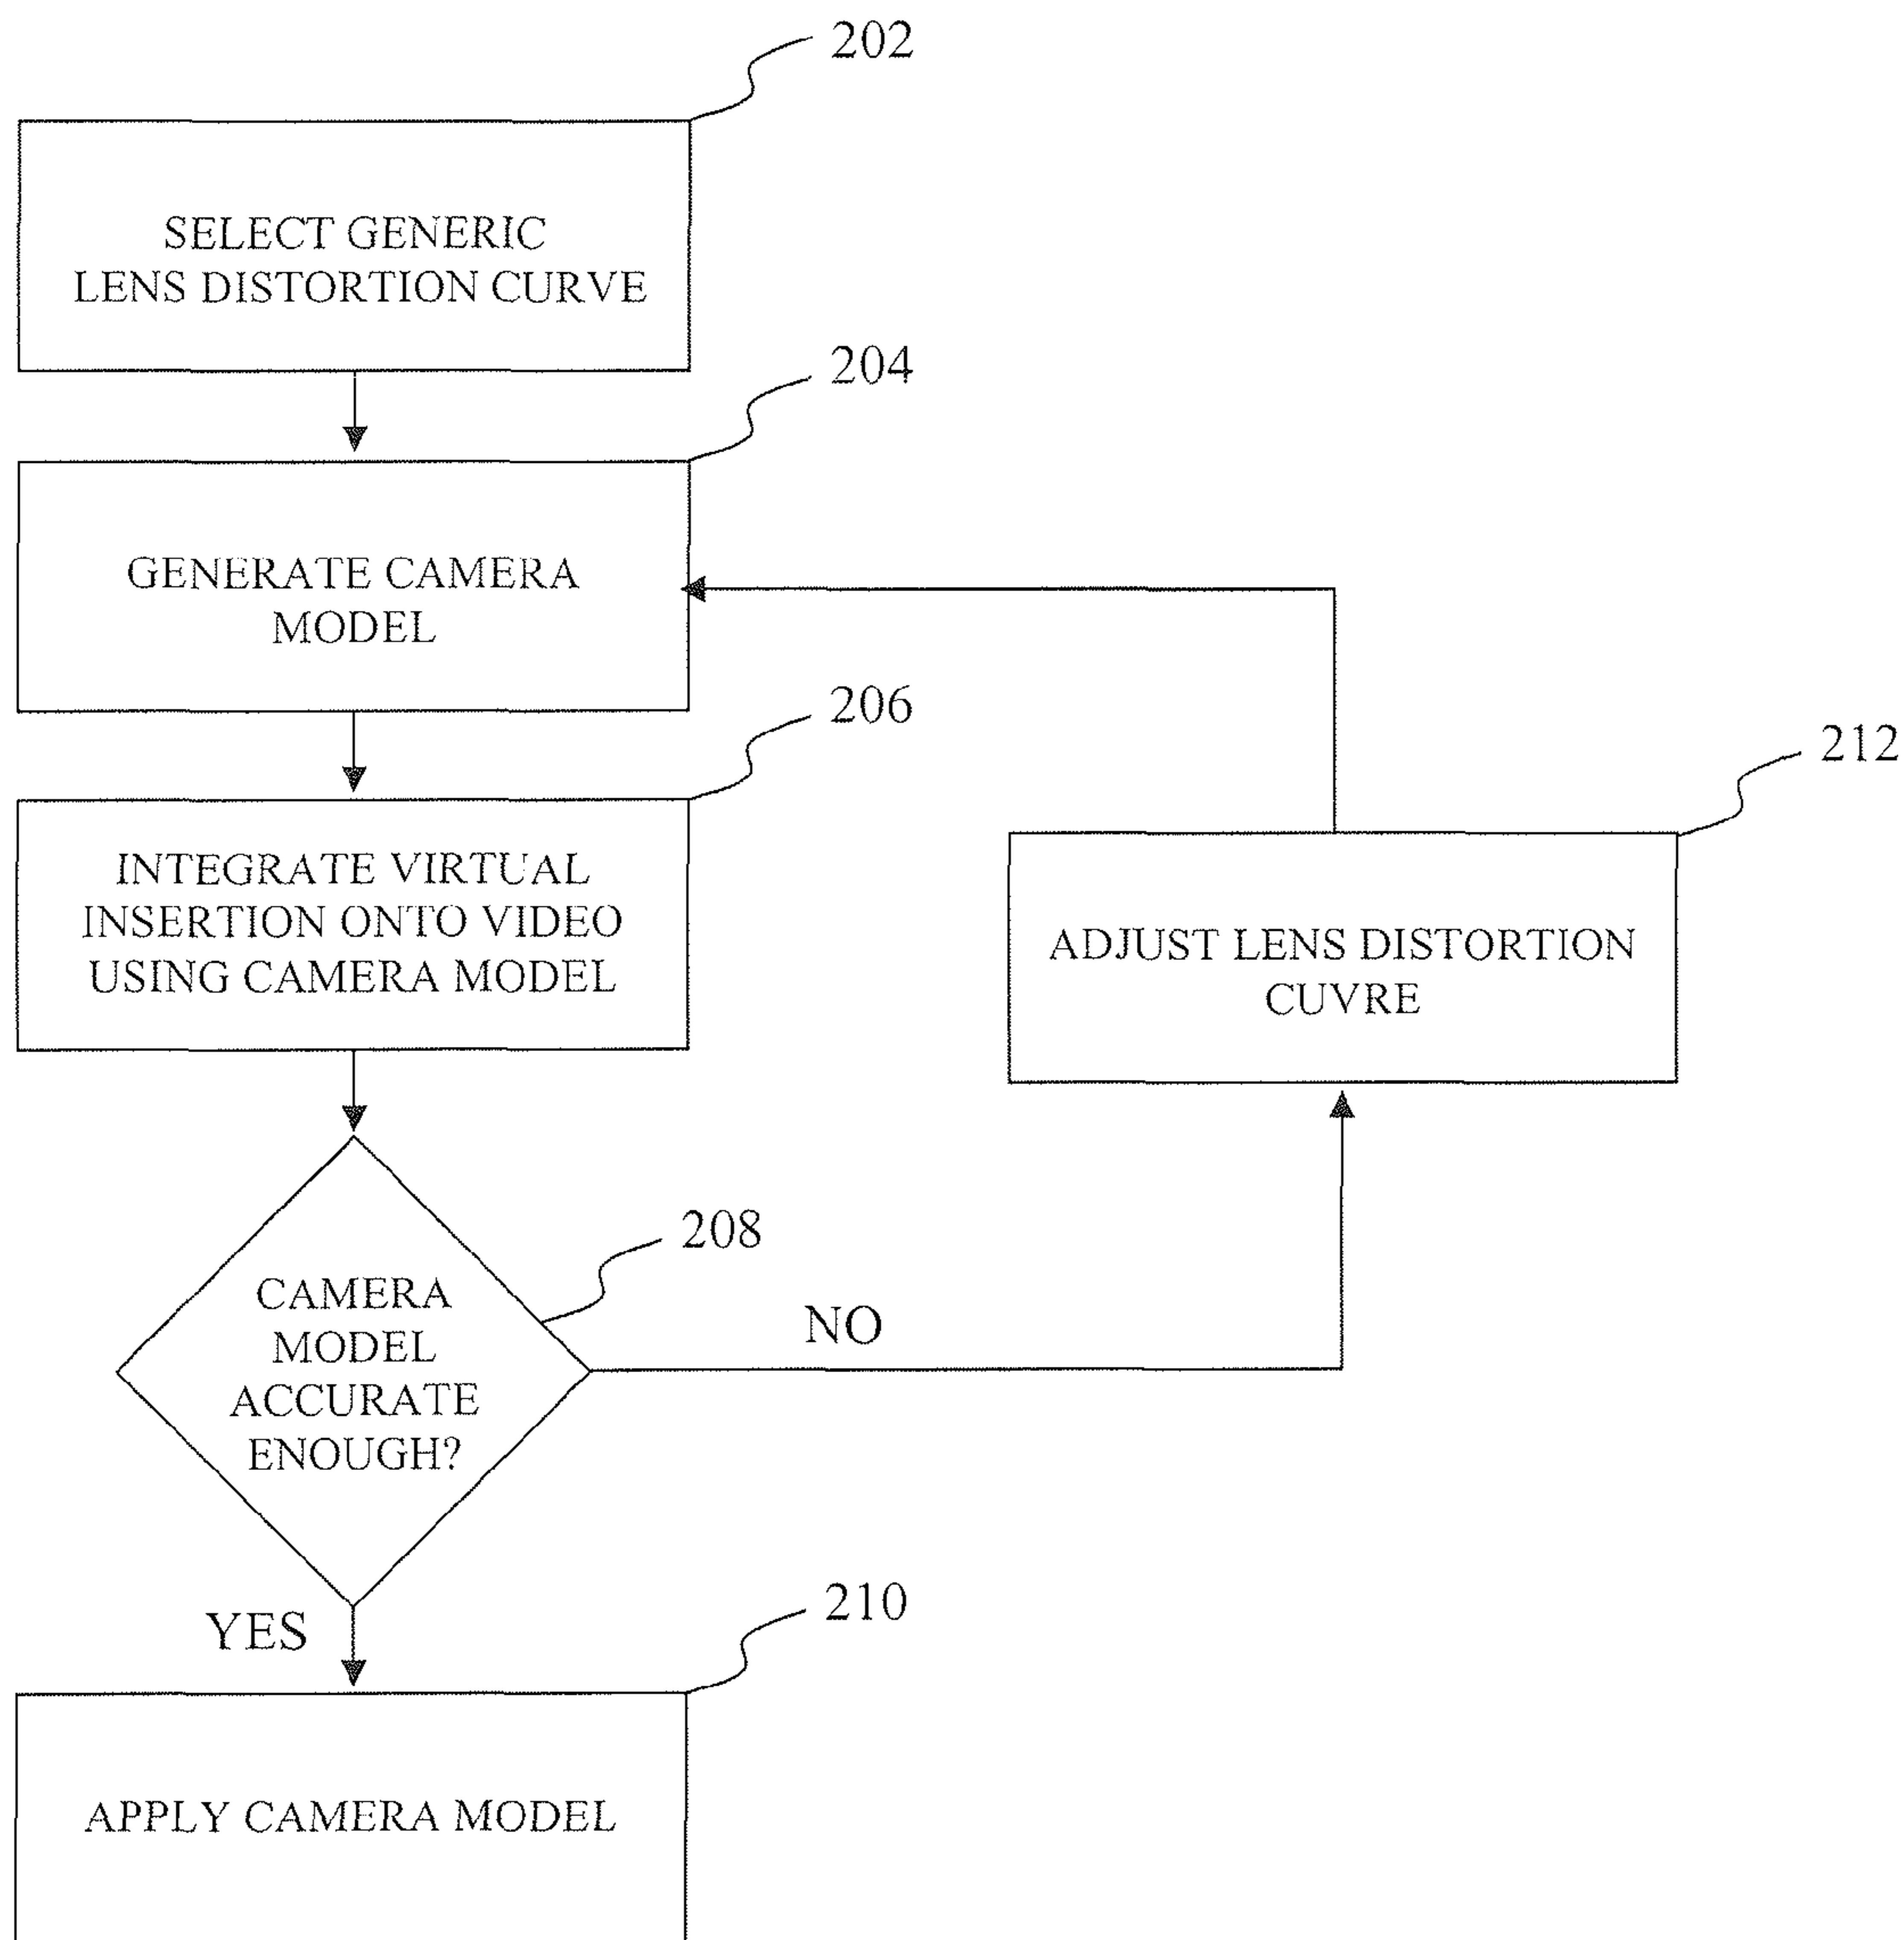 202
SELECT GENERIC
LENS DISTORTION CURVE
204
GENERATE CAMERA
MODEL
206
INTEGRATE VIRTUAL
INSERTION ONTO VIDEO
USING CAMERA MODEL
212
ADJUST LENS DISTORTION
CUVRE
208
CAMERA
MODEL
ACCURATE
ENOUGH?
NO
YES
210
APPLY CAMERA MODEL